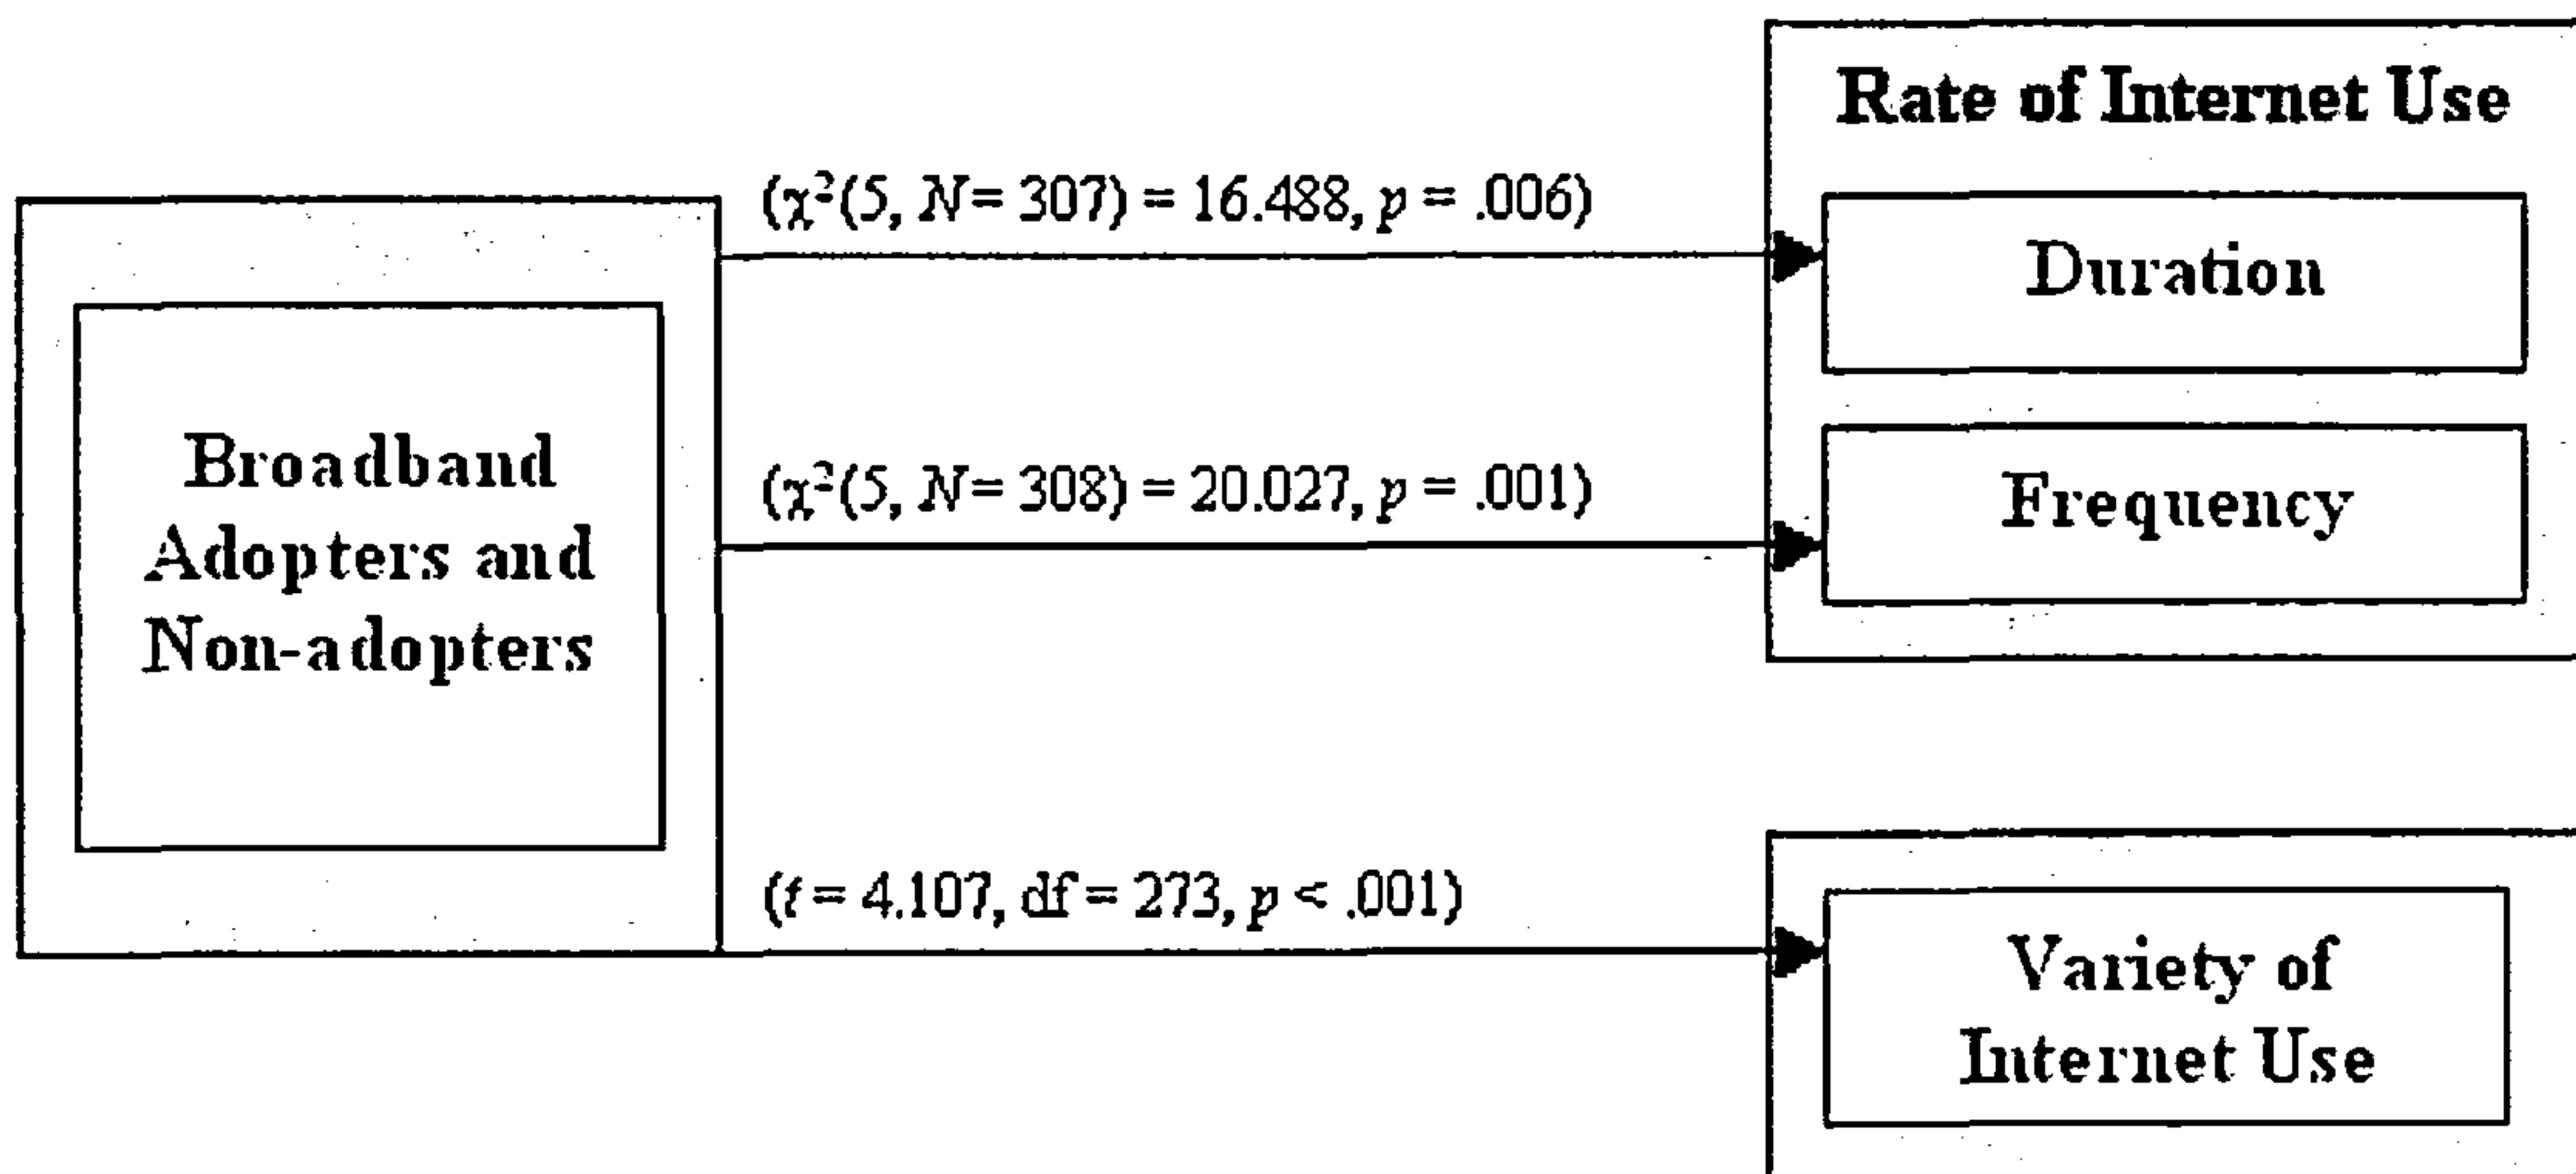 Rate of Internet Use
(χ²(5, N= 307) = 16.488, p = .006)
Duration
Broadband
Adopters and
Non-adopters
(χ²(5, N= 308) = 20.027, p = .001)
Frequency
(t = 4.107, df = 273, p < .001)
Variety of
Internet Use